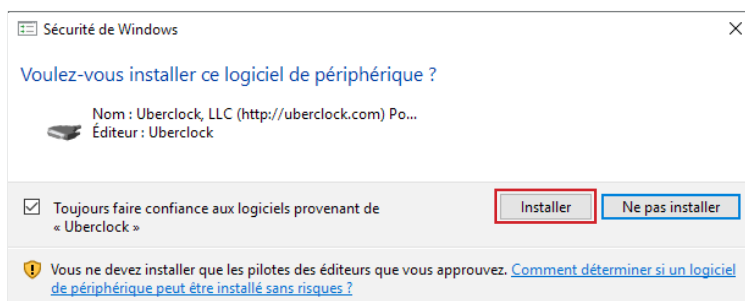 Sécurité de Windows
Voulez-vous installer ce logiciel de périphérique ?
Nom : Uberclock, LLC (http://uberclock.com) Po...
Éditeur : Uberclock
Toujours faire confiance aux logiciels provenant de
« Uberclock »
Installer
Ne pas installer
Vous ne devez installer que les pilotes des éditeurs que vous approuvez. Comment déterminer si un logiciel
de périphérique peut être installé sans risques ?